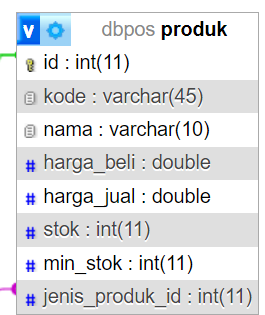 v dbpos produk
id : int(11)
kode : varchar(45)
nama : varchar(10)
# harga_beli : double
# harga_jual : double
# stok : int(11)
# min_stok : int(11)
# jenis_produk_id : int(11)